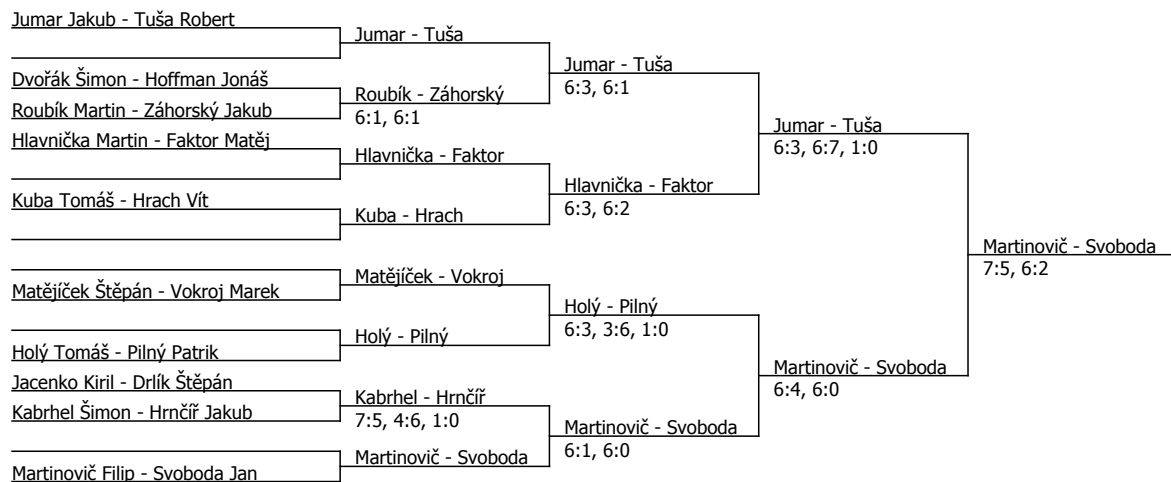 Jumar Jakub - Tuša Robert
Jumar - Tuša
Jumar - Tuša
6:3, 6:1
Dvořák Šimon - Hoffman Jonáš
Roubík - Záhorský
6:1, 6:1
Roubík Martin - Záhorský Jakub
Jumar - Tuša
6:3, 6:7, 1:0
Hlavnička Martin - Faktor Matěj
Hlavnička - Faktor
Hlavnička - Faktor
6:3, 6:2
Kuba Tomáš - Hrach Vít
Kuba - Hrach
Martinovič - Svoboda
7:5, 6:2
Matějíček - Vokroj
Matějíček Štěpán - Vokroj Marek
Holý - Pilný
6:3, 3:6, 1:0
Holý - Pilný
Holý Tomáš - Pilný Patrik
Martinovič - Svoboda
6:4, 6:0
Jacenko Kiril - Drlík Štěpán
Kabrhel - Hrnčíř
7:5, 4:6, 1:0
Kabrhel Šimon - Hrnčíř Jakub
Martinovič - Svoboda
6:1, 6:0
Martinovič - Svoboda
Martinovič Filip - Svoboda Jan